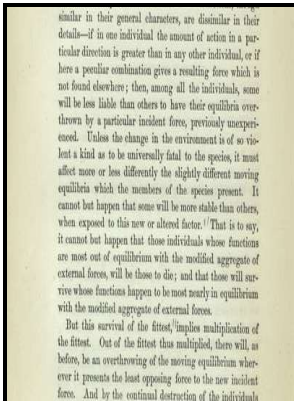 similar in their general characters, are dissimilar in their
details—if in one individual the amount of action in a par-
ticular direction is greater than in any other individual, or if
here a peculiar combination gives a resulting force which is
not found elsewhere; then, among all the individuals, some
will be less liable than others to have their equilibria over-
thrown by a particular incident force, previously unexperi-
enced. Unless the change in the environment is of so vio-
lent a kind as to be universally fatal to the species, it must
affect more or less differently the slightly different moving
equilibria which the members of the species present. It
cannot but happen that some will be more stable than others,
when exposed to this new or altered factor. That is to say,
it cannot but happen that those individuals whose functions
are most out of equilibrium with the modified aggregate of
external forces, will be those to die; and that those will sur-
vive whose functions happen to be most nearly in equilibrium
with the modified aggregate of external forces.
But this survival of the fittest, implies multiplication of
the fittest. Out of the fittest thus multiplied, there will, as
before, be an overthrowing of the moving equilibrium wher-
ever it presents the least opposing force to the new incident
force. And by the continual destruction of the individuals